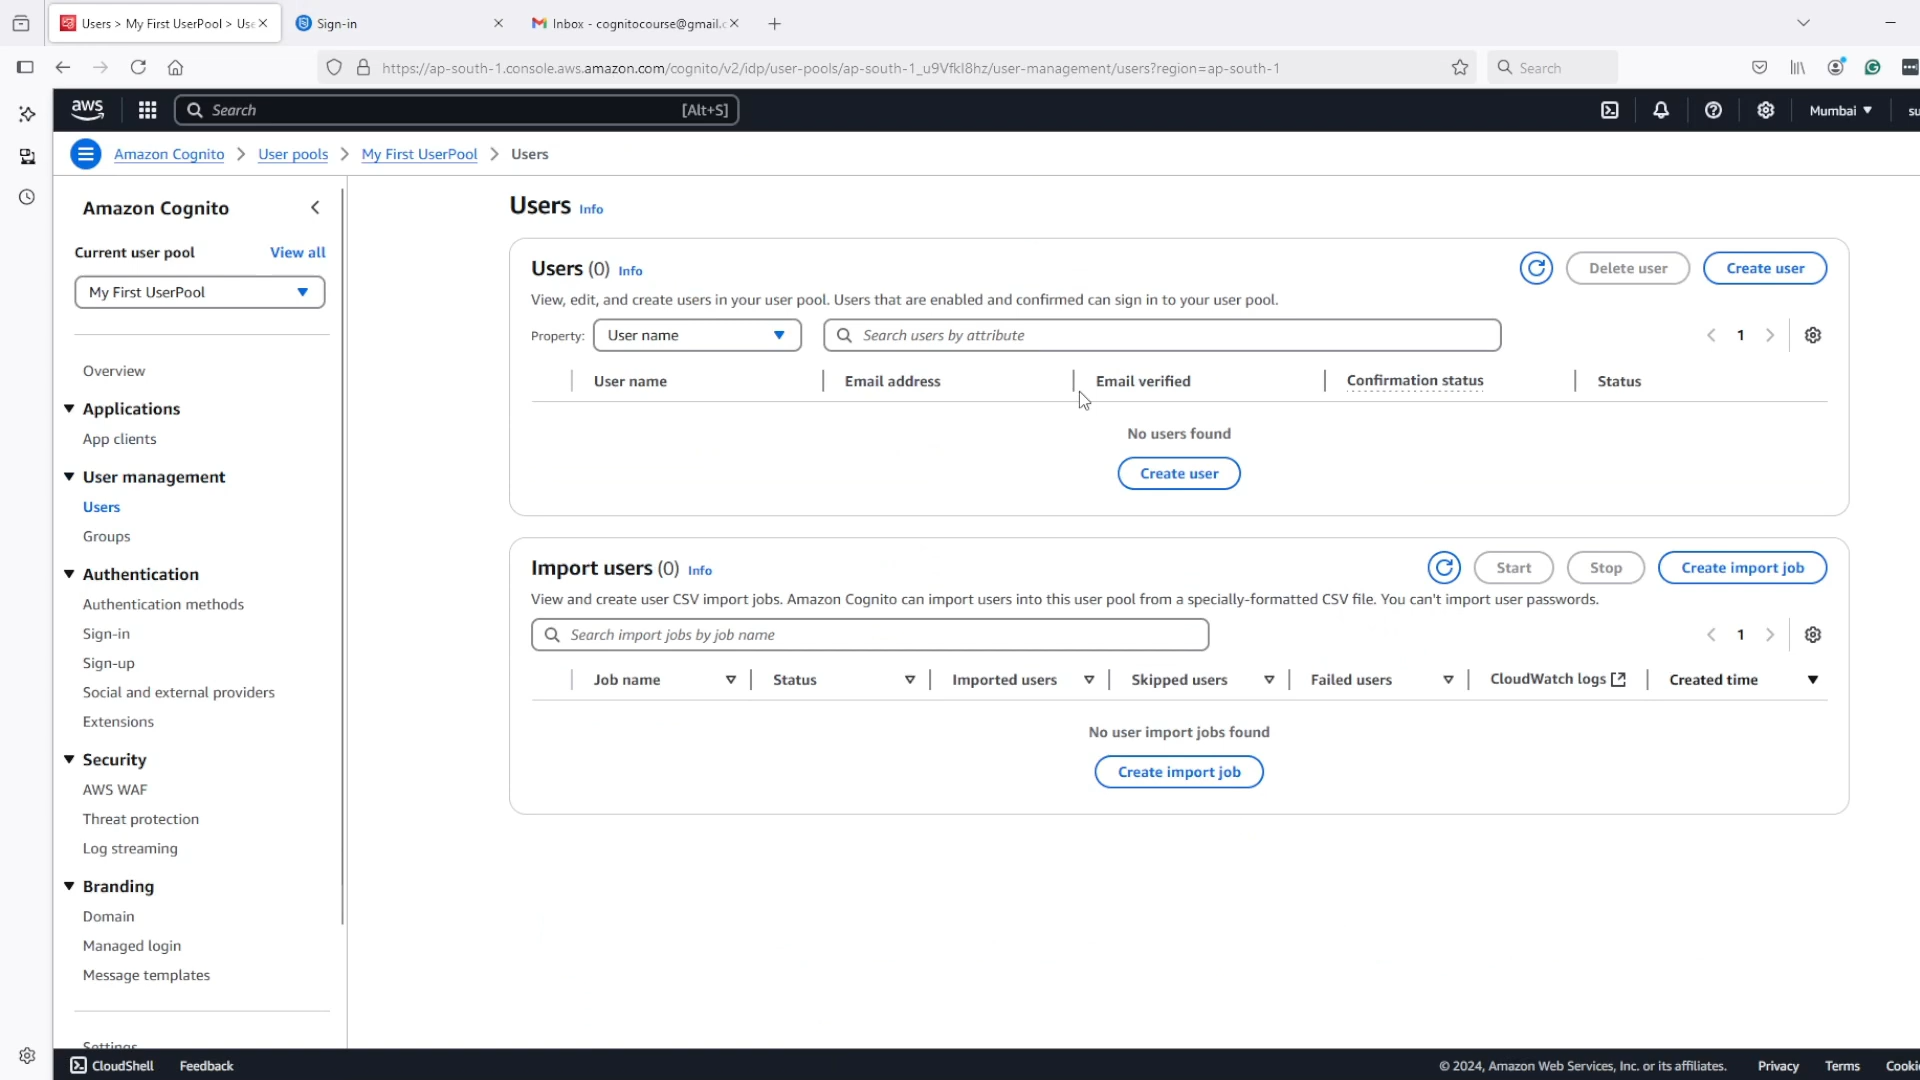 Users > My First UserPool > Use
Sign-in
Inbox - cognitocourse@gmail.c
https://ap-south-1.console.aws.amazon.com/cognito/v2/idp/user-pools/ap-south-1_u9Vfkl8hz/user-management/users?region=ap-south-1
Search
aws
Search
[Alt+S]
Mumbai
su
Amazon Cognito
User pools
My First UserPool
Users
Amazon Cognito
Current user pool
View all
My First UserPool
Overview
Applications
App clients
User management
Users
Groups
Authentication
Authentication methods
Sign-in
Sign-up
Social and external providers
Extensions
Security
AWS WAF
Threat protection
Log streaming
Branding
Domain
Managed login
Message templates
Settings
Users Info
Users (0) Info
Delete user
Create user
View, edit, and create users in your user pool. Users that are enabled and confirmed can sign in to your user pool.
Property:
User name
Search users by attribute
1
User name
Email address
Email verified
Confirmation status
Status
No users found
Create user
Import users (0) Info
Start
Stop
Create import job
View and create user CSV import jobs. Amazon Cognito can import users into this user pool from a specially-formatted CSV file. You can't import user passwords.
Search import jobs by job name
1
Job name
Status
Imported users
Skipped users
Failed users
CloudWatch logs
Created time
No user import jobs found
Create import job
CloudShell
Feedback
© 2024, Amazon Web Services, Inc. or its affiliates.
Privacy
Terms
Cookie